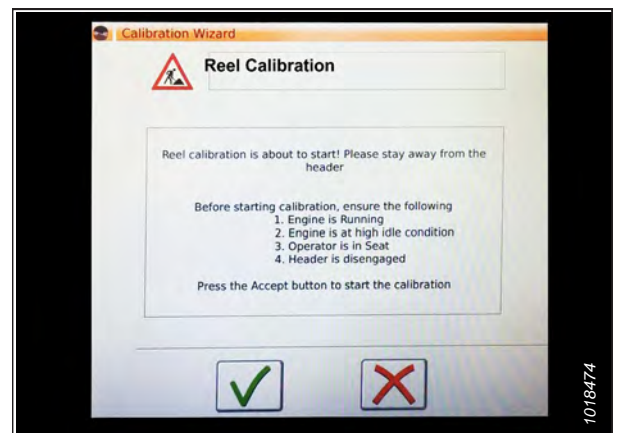 Calibration Wizard
Reel Calibration
Reel calibration is about to start! Please stay away from the
header
Before starting calibration, ensure the following
1. Engine is Running
2. Engine is at high idle condition
3. Operator is in Seat
4. Header is disengaged
Press the Accept button to start the calibration
1018474